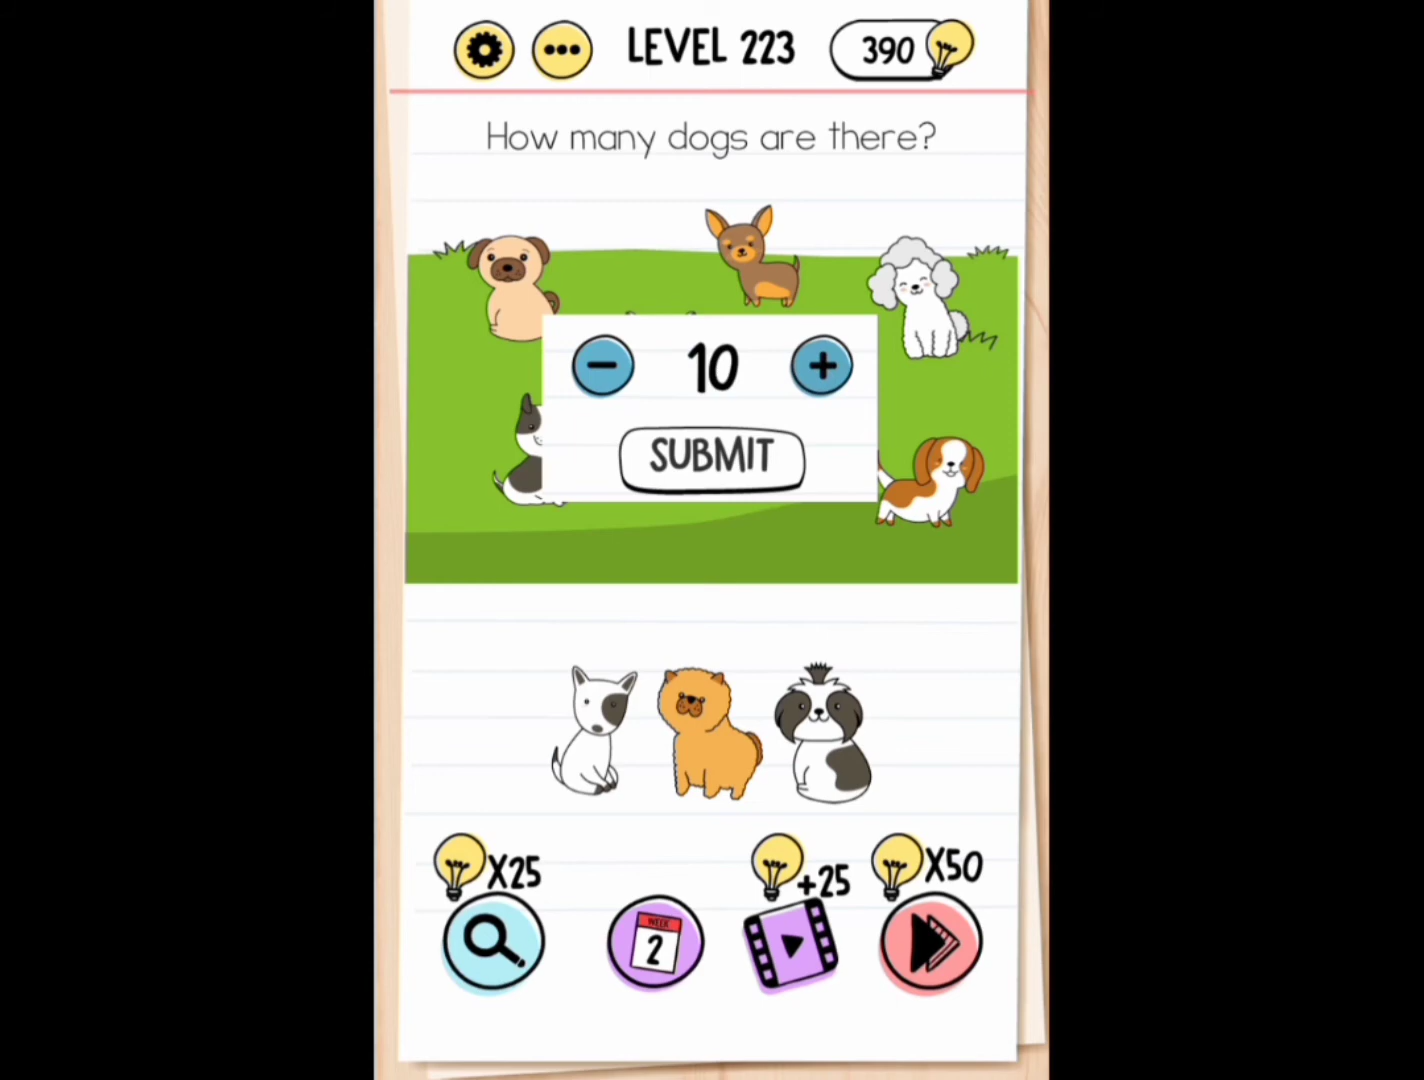 LEVEL 223
390
How many dogs are there?
10
SUBMIT
X25
+25
X50
WEEK
2